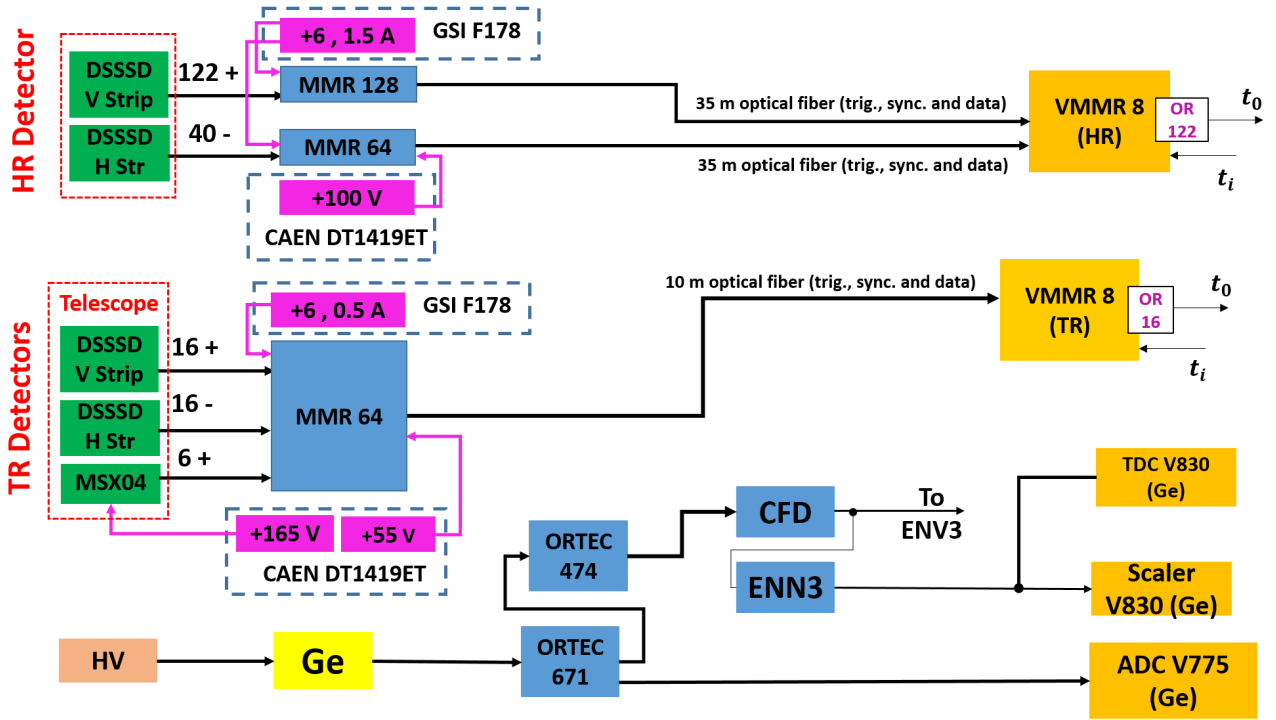 HR Detector
DSSSD
V Strip
DSSSD
H Str
122 +
40 -
+6 , 1.5 A
GSI F178
MMR 128
MMR 64
+100 V
CAEN DT1419ET
35 m optical fiber (trig., sync. and data)
35 m optical fiber (trig., sync. and data)
VMMR 8
(HR)
OR
122
t₀
tᵢ
TR Detectors
Telescope
DSSSD
V Strip
DSSSD
H Str
MSX04
16 +
16 -
6 +
+6 , 0.5 A
GSI F178
MMR 64
+165 V
+55 V
CAEN DT1419ET
10 m optical fiber (trig., sync. and data)
VMMR 8
(TR)
OR
16
t₀
tᵢ
HV
Ge
ORTEC
671
ORTEC
474
CFD
To
ENV3
ENN3
TDC V830
(Ge)
Scaler
V830 (Ge)
ADC V775
(Ge)